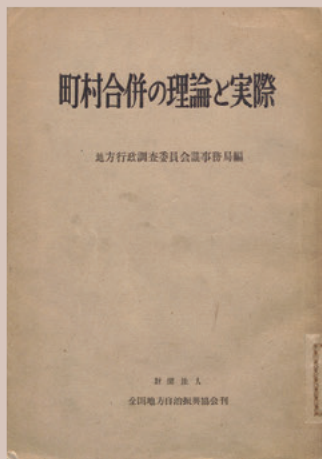 町村合併の理論と実際
地方行政調査委員会議事務局編
財団法人
全国地方自治振興協会刊